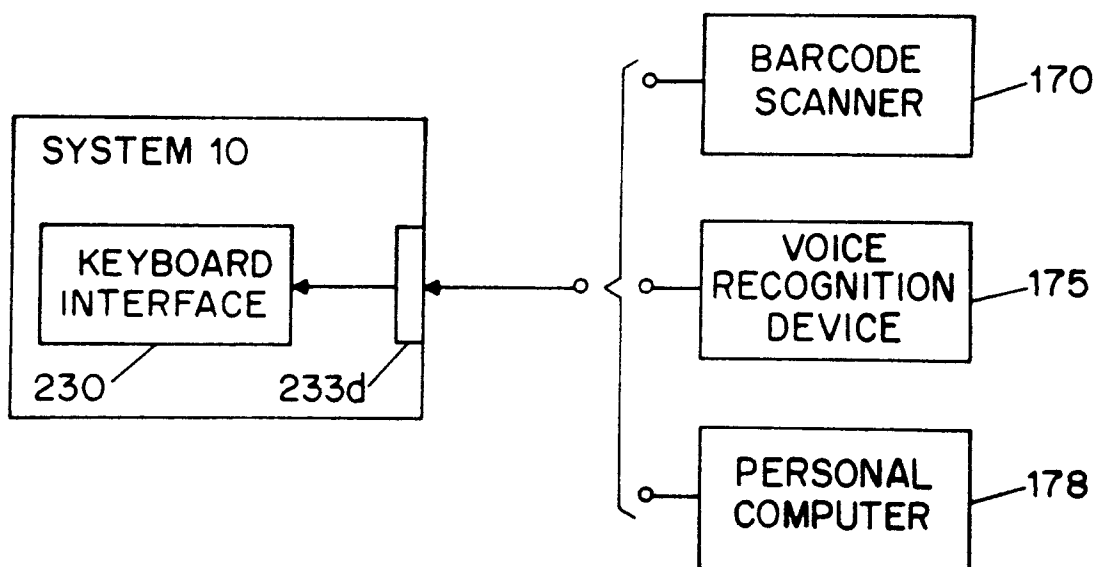 SYSTEM 10
KEYBOARD
INTERFACE
230
233d
BARCODE
SCANNER
170
VOICE
RECOGNITION
DEVICE
175
PERSONAL
COMPUTER
178